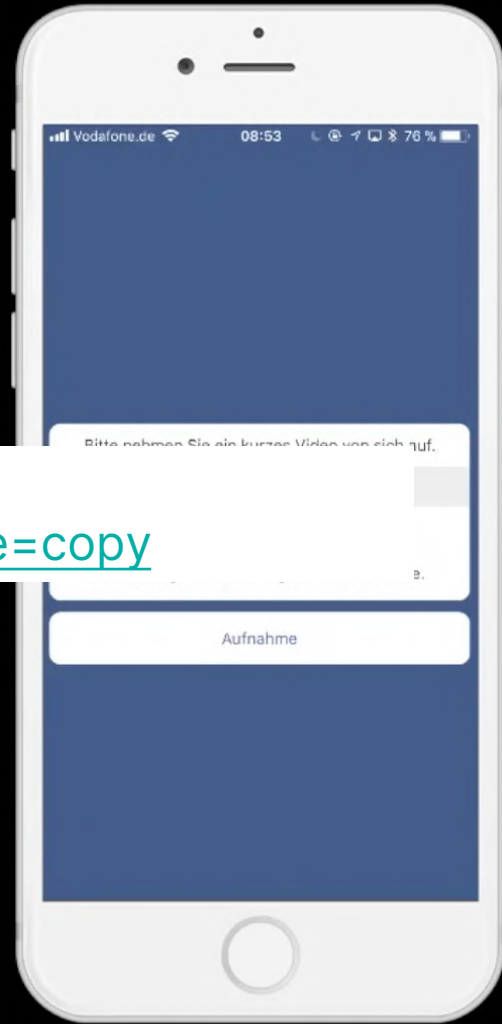 Vodafone.de 08:53 76 %
Bitte nehmen Sie ein kurzes Video von sich auf.
e=copy
e.
Aufnahme